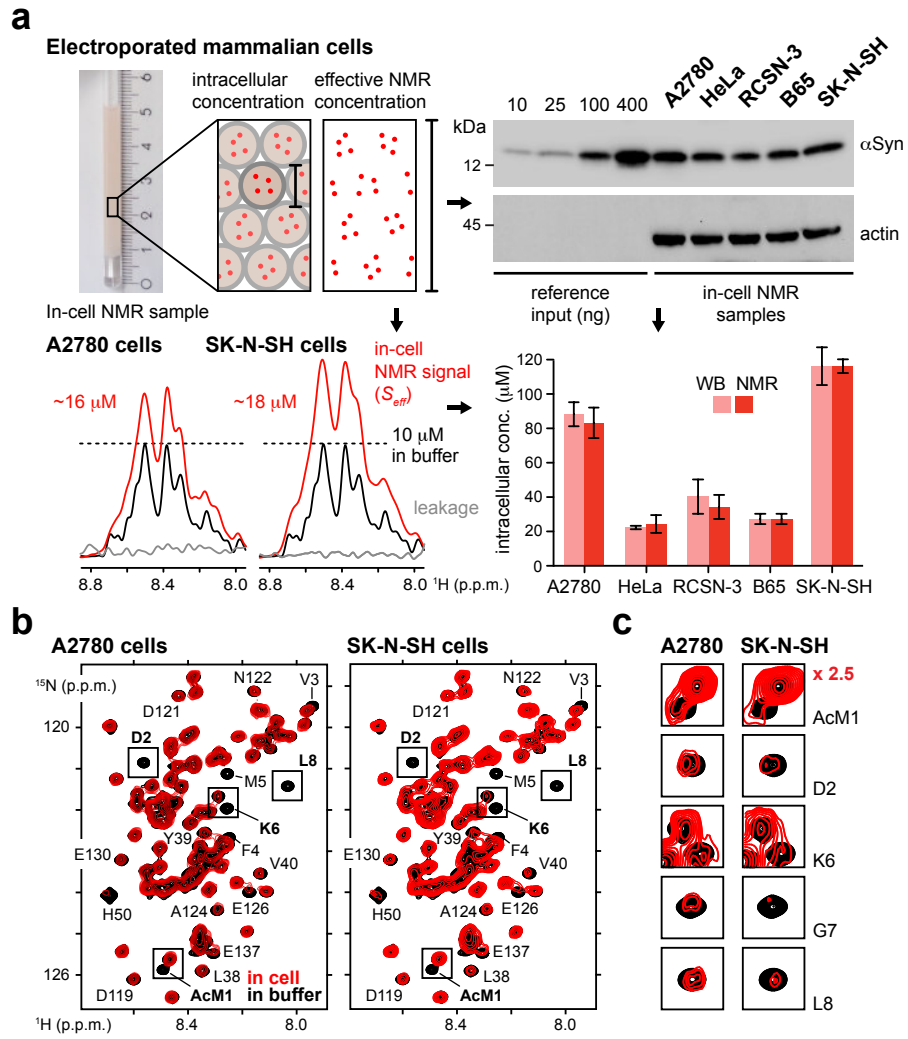 a
Electroporated mammalian cells
intracellular concentration
effective NMR concentration
0 1 2 3 4 5 6
In-cell NMR sample
kDa
10 25 100 400
A2780 HeLa RCSN-3 B65 SK-N-SH
12
αSyn
45
actin
reference input (ng)
in-cell NMR samples
A2780 cells
SK-N-SH cells
in-cell NMR signal (S_eff)
~16 μM
~18 μM
10 μM in buffer
leakage
8.8 8.4 8.0
8.8 8.4 8.0
¹H (p.p.m.)
intracellular conc. (μM)
120
100
80
60
40
20
0
WB NMR
A2780 HeLa RCSN-3 B65 SK-N-SH
b
A2780 cells
SK-N-SH cells
¹⁵N (p.p.m.)
120
126
N122
V3
D121
D2
L8
M5
K6
Y39
F4
E130
V40
H50
A124
E126
E137
L38
AcM1
D119
in cell
in buffer
¹H (p.p.m.)
8.4 8.0
N122
V3
D121
D2
L8
M5
K6
Y39
F4
E130
V40
H50
A124
E126
E137
L38
AcM1
D119
8.4 8.0
c
A2780 SK-N-SH
x 2.5
AcM1
D2
K6
G7
L8